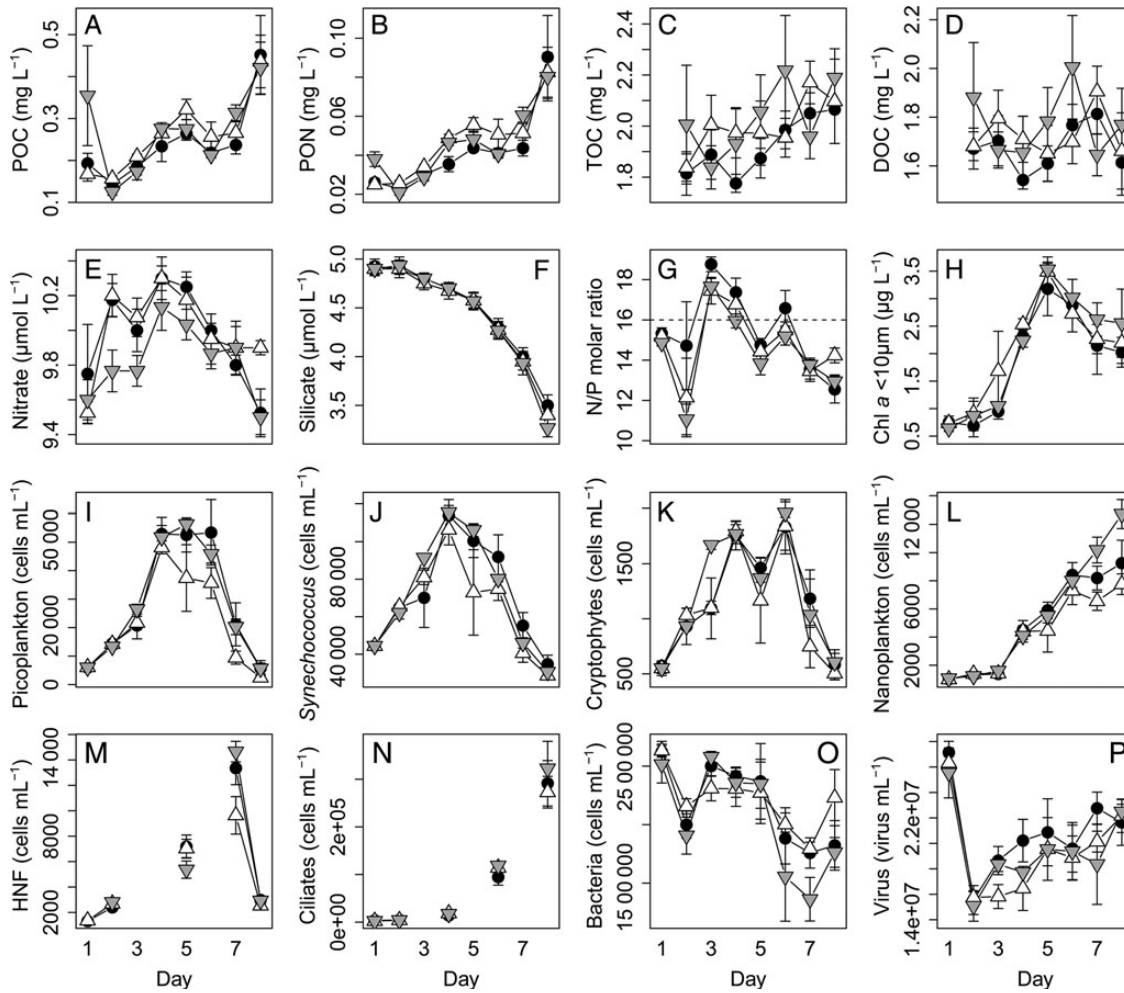 A
B
C
D
POC (mg L⁻¹)
0.1 0.3 0.5
PON (mg L⁻¹)
0.02 0.06 0.10
TOC (mg L⁻¹)
1.8 2.0 2.2 2.4
DOC (mg L⁻¹)
1.6 1.8 2.0 2.2
E
F
G
H
Nitrate (µmol L⁻¹)
9.4 9.8 10.2
Silicate (µmol L⁻¹)
3.5 4.0 4.5 5.0
N/P molar ratio
10 12 14 16 18
Chl a <10µm (µg L⁻¹)
0.5 1.5 2.5 3.5
I
J
K
L
Picoplankton (cells mL⁻¹)
0 20 000 50 000
Synechococcus (cells mL⁻¹)
40 000 80 000
Cryptophytes (cells mL⁻¹)
500 1500
Nanoplankton (cells mL⁻¹)
2000 6000 12 000
M
N
O
P
HNF (cells mL⁻¹)
2000 8000 14 000
Ciliates (cells mL⁻¹)
0e+00 2e+05
Bacteria (cells mL⁻¹)
15 00 000 25 00 000
Virus (virus mL⁻¹)
1.4e+07 2.2e+07
1 3 5 7
Day
1 3 5 7
Day
1 3 5 7
Day
1 3 5 7
Day